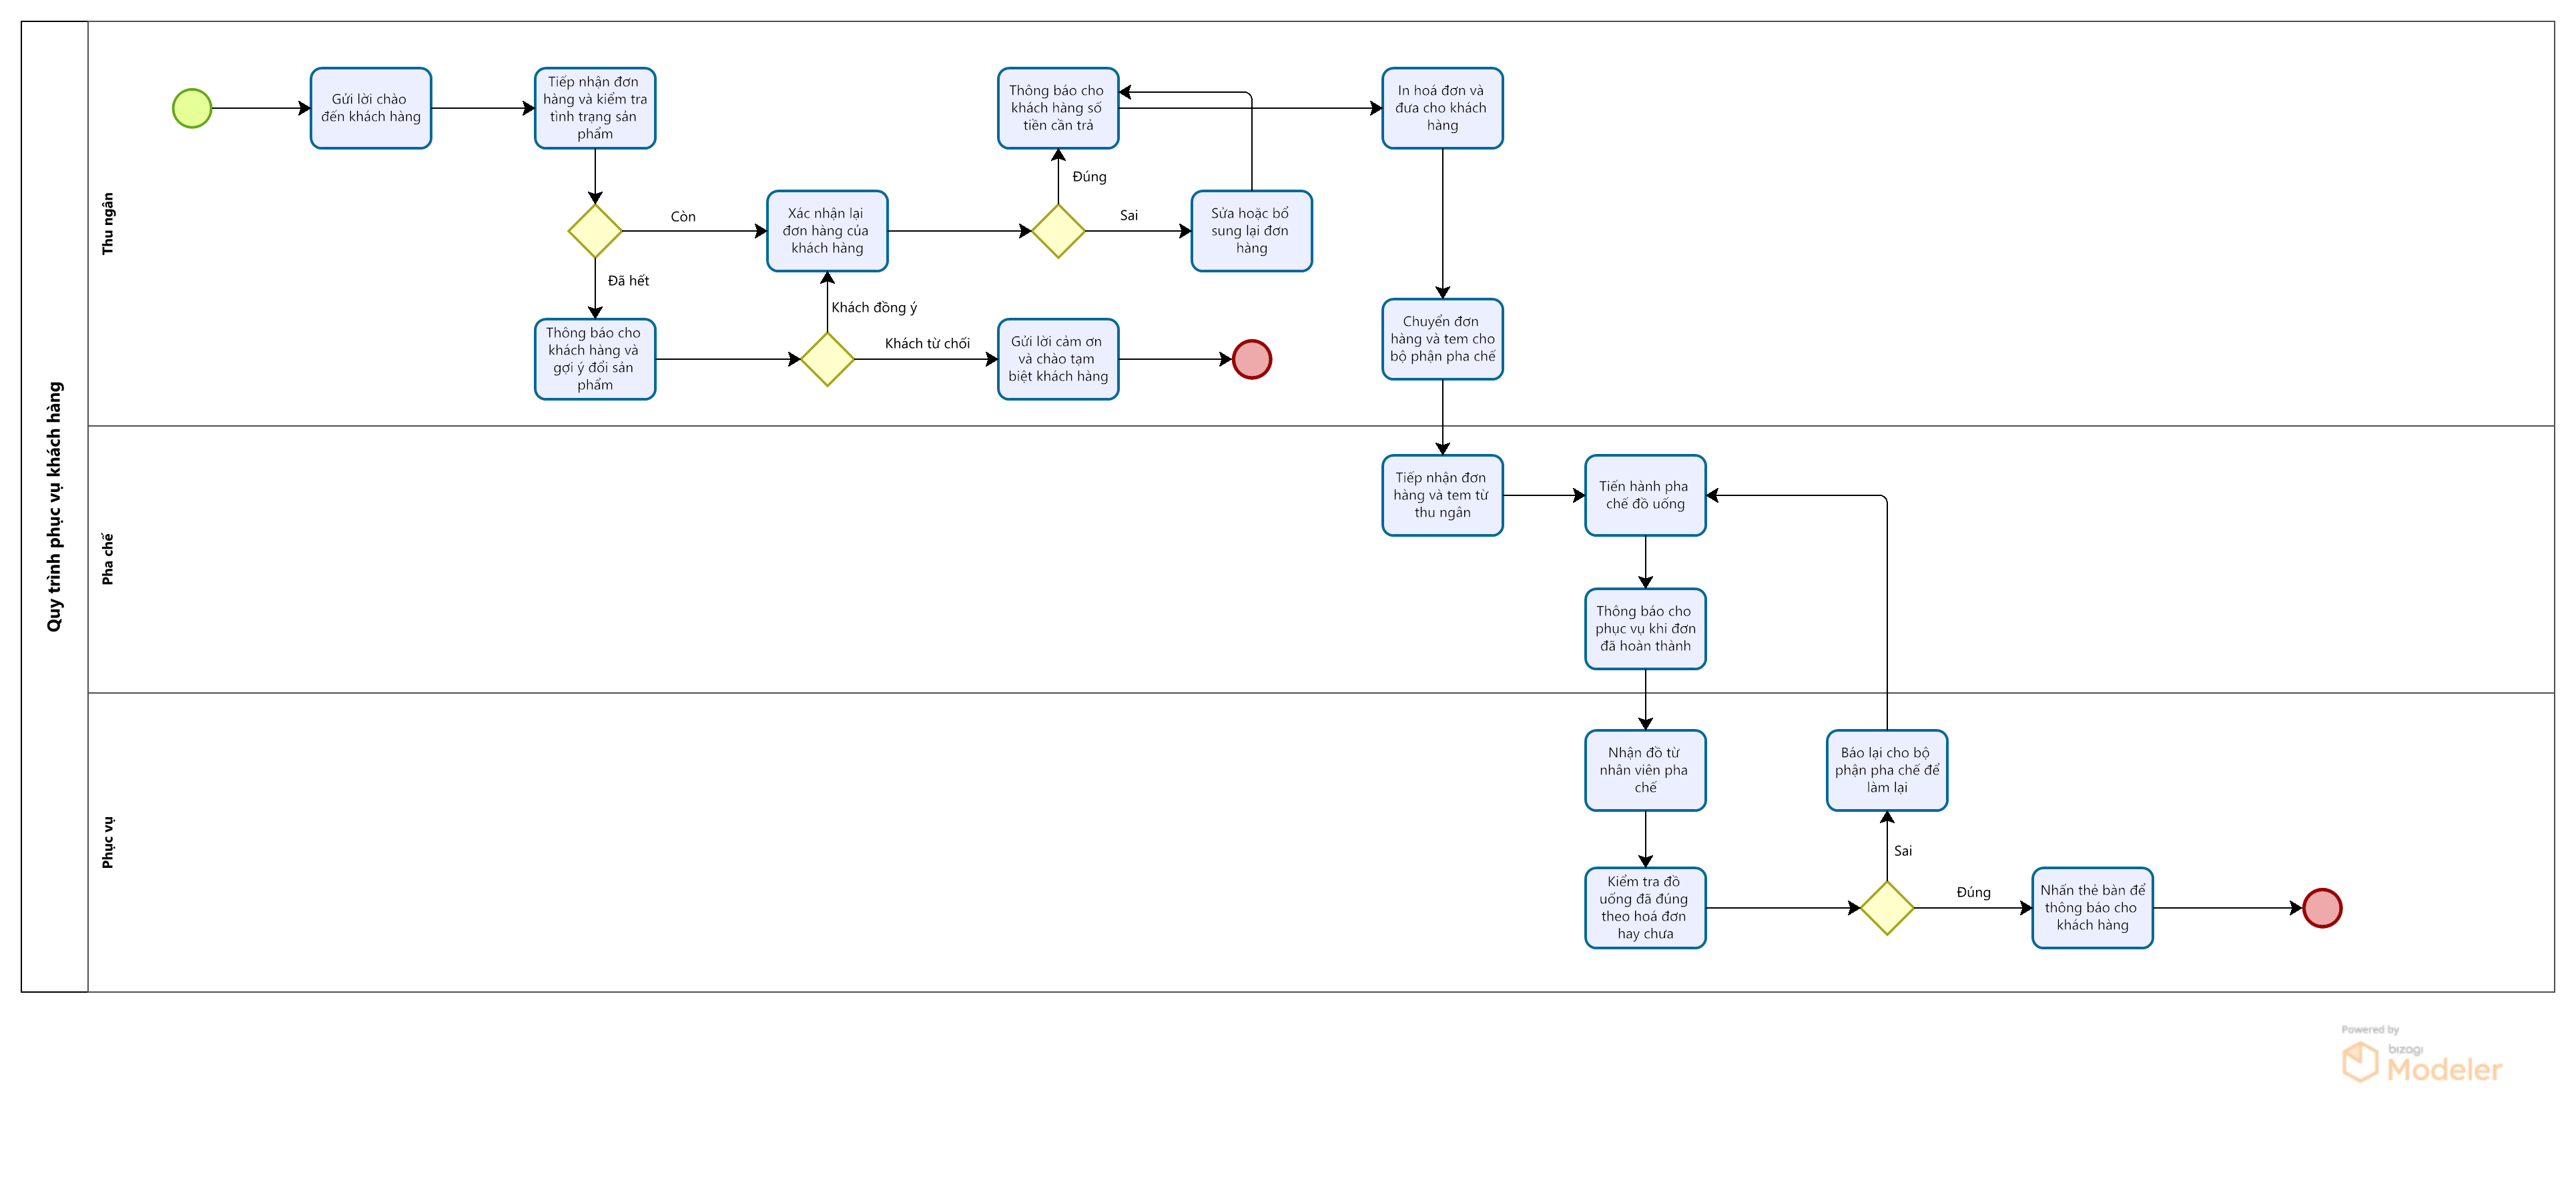 Quy trình phục vụ khách hàng
Thu ngân
Gửi lời chào
đến khách hàng
Tiếp nhận đơn
hàng và kiểm tra
tình trạng sản
phẩm
Còn
Đã hết
Thông báo cho
khách hàng và
gợi ý đổi sản
phẩm
Xác nhận lại
đơn hàng của
khách hàng
Khách đồng ý
Khách từ chối
Gửi lời cảm ơn
và chào tạm
biệt khách hàng
Thông báo cho
khách hàng số
tiền cần trả
Đúng
Sai
Sửa hoặc bổ
sung lại đơn
hàng
In hoá đơn và
đưa cho khách
hàng
Chuyển đơn
hàng và tem cho
bộ phận pha chế
Pha chế
Tiếp nhận đơn
hàng và tem từ
thu ngân
Tiến hành pha
chế đồ uống
Thông báo cho
phục vụ khi đơn
đã hoàn thành
Phục vụ
Nhận đồ từ
nhân viên pha
chế
Kiểm tra đồ
uống đã đúng
theo hoá đơn
hay chưa
Báo lại cho bộ
phận pha chế để
làm lại
Sai
Đúng
Nhấn thẻ bàn để
thông báo cho
khách hàng
Powered by
bizagi
Modeler